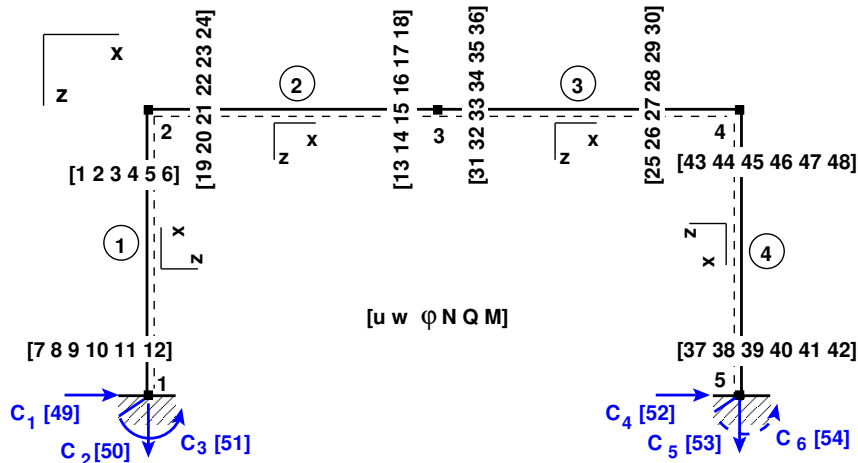 x
z
[19 20 21 22 23 24]
2
[13 14 15 16 17 18]
[31 32 33 34 35 36]
3
[25 26 27 28 29 30]
2
x
z
3
x
z
4
[1 2 3 4 5 6]
[43 44 45 46 47 48]
1
x
z
z
x
4
[u w φ N Q M]
[7 8 9 10 11 12]
[37 38 39 40 41 42]
1
5
C1 [49]
C2 [50]
C3 [51]
C4 [52]
C5 [53]
C6 [54]